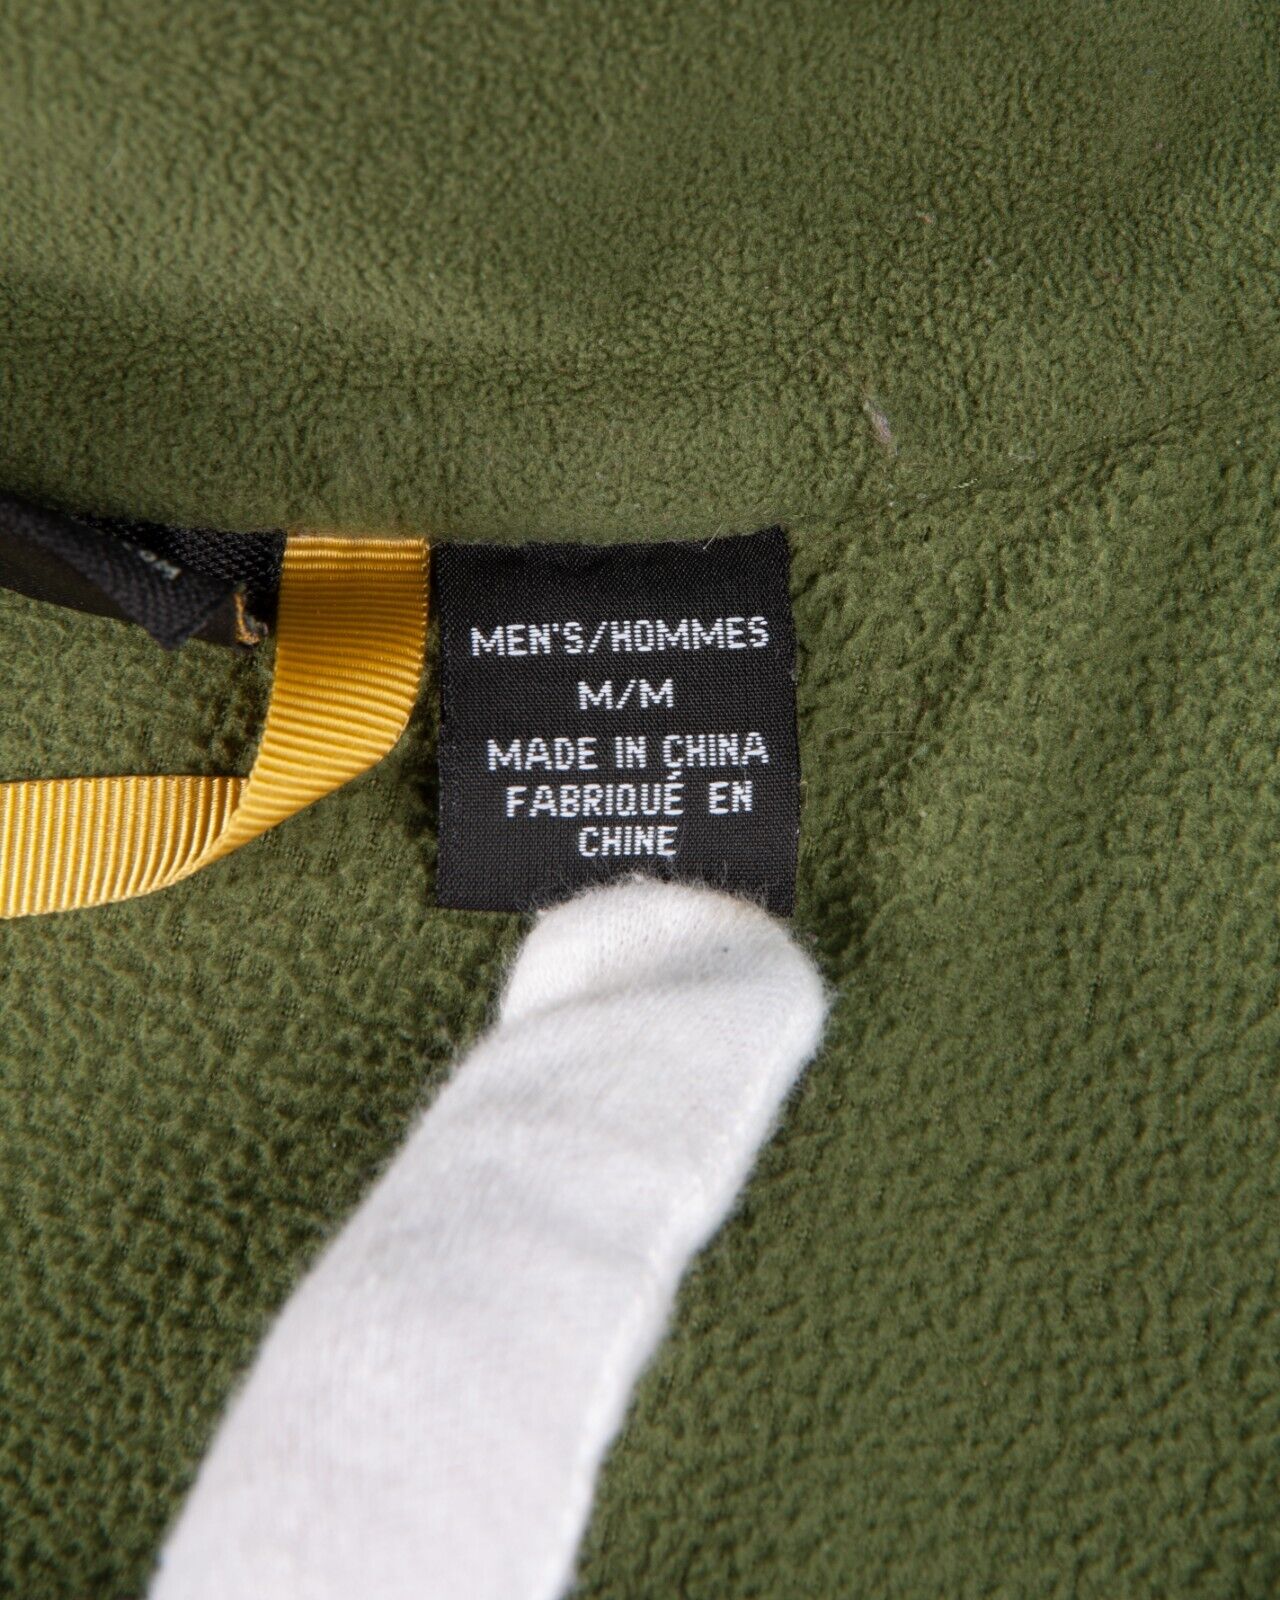 MEN'S/HOMMES
M/M
MADE IN CHINA
FABRIQUÉ EN
CHINE